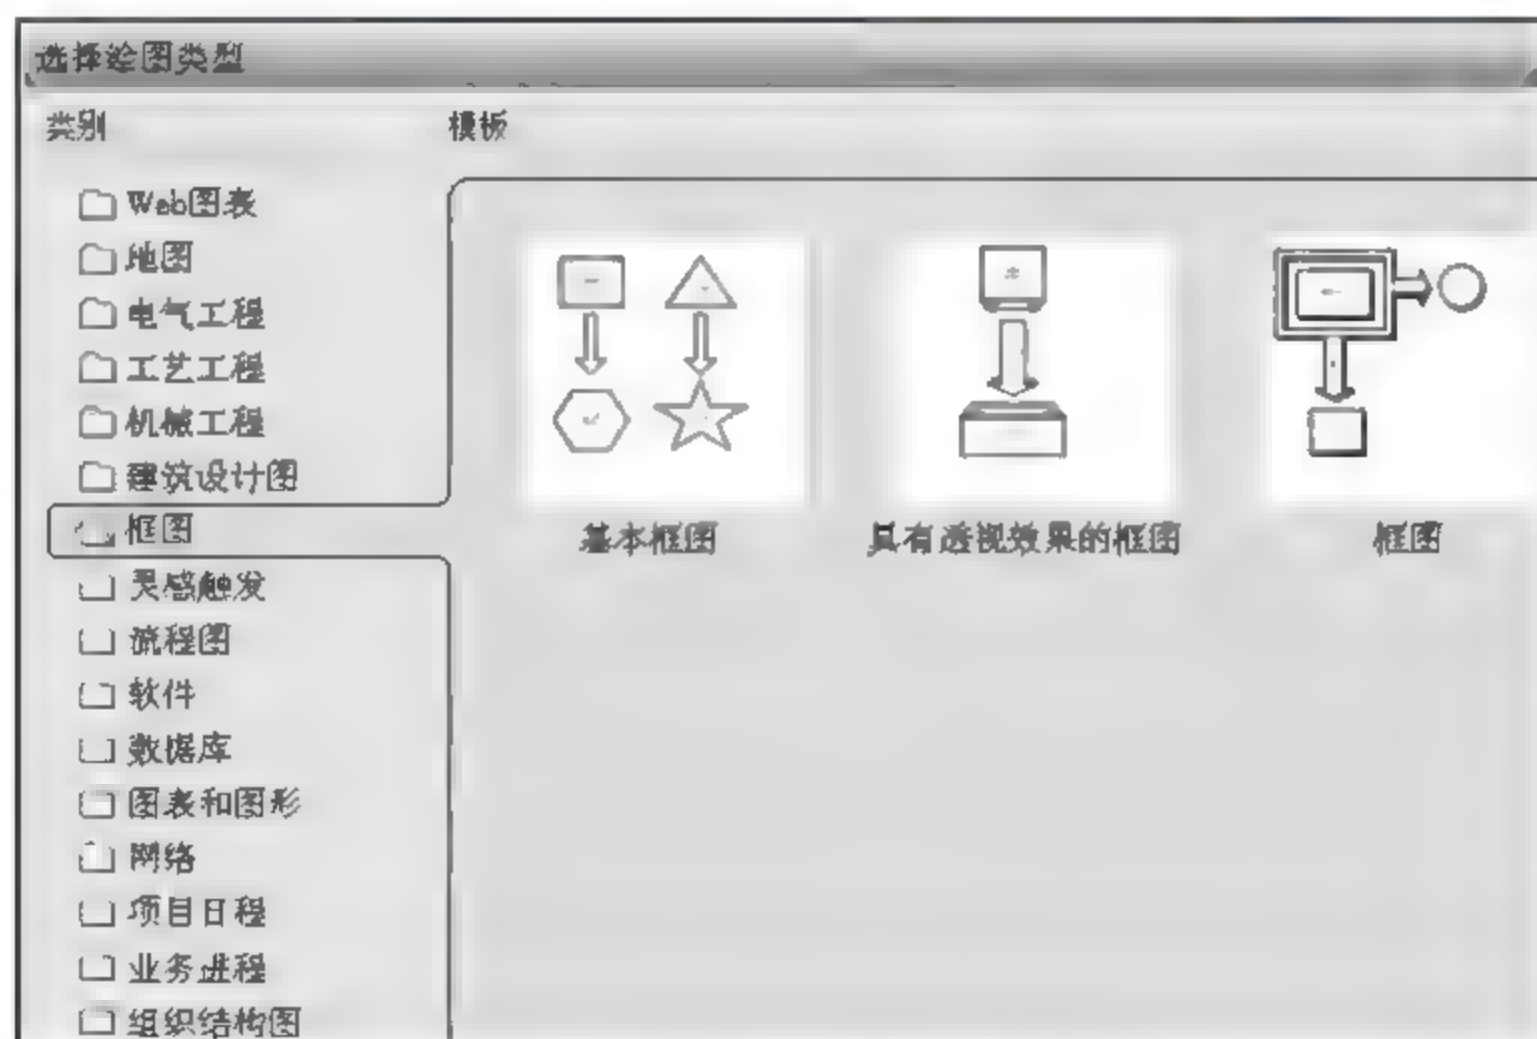 选择绘图类型
类别
模板
Web图表
地图
电气工程
工艺工程
机械工程
建筑设计图
框图
灵感触发
流程图
软件
数据库
图表和图形
网络
项目日程
业务进程
组织结构图
基本框图
具有透视效果的框图
框图